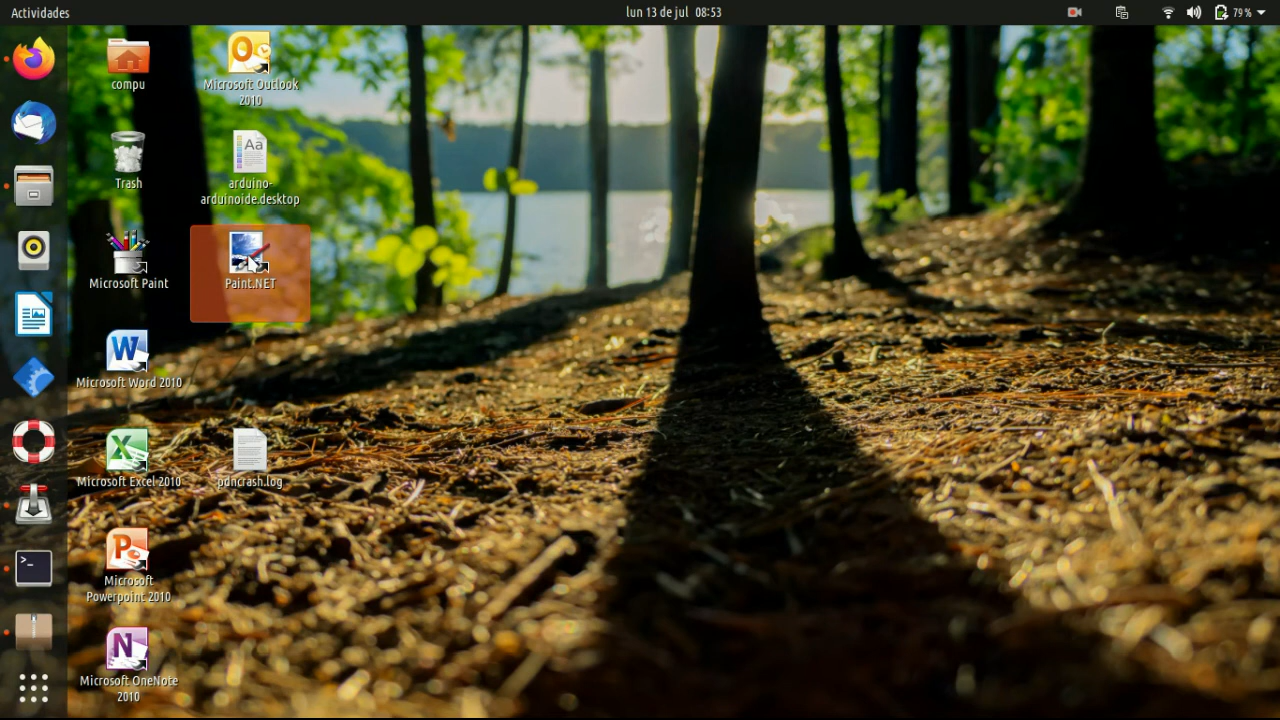 Actividades
lun 13 de jul 08:53
79 %
compu
Trash
Microsoft Paint
Microsoft Word 2010
Microsoft Excel 2010
Microsoft
Powerpoint 2010
Microsoft OneNote
2010
Microsoft Outlook
2010
Aa
arduino-
arduinoide.desktop
Paint.NET
pdncrash.log